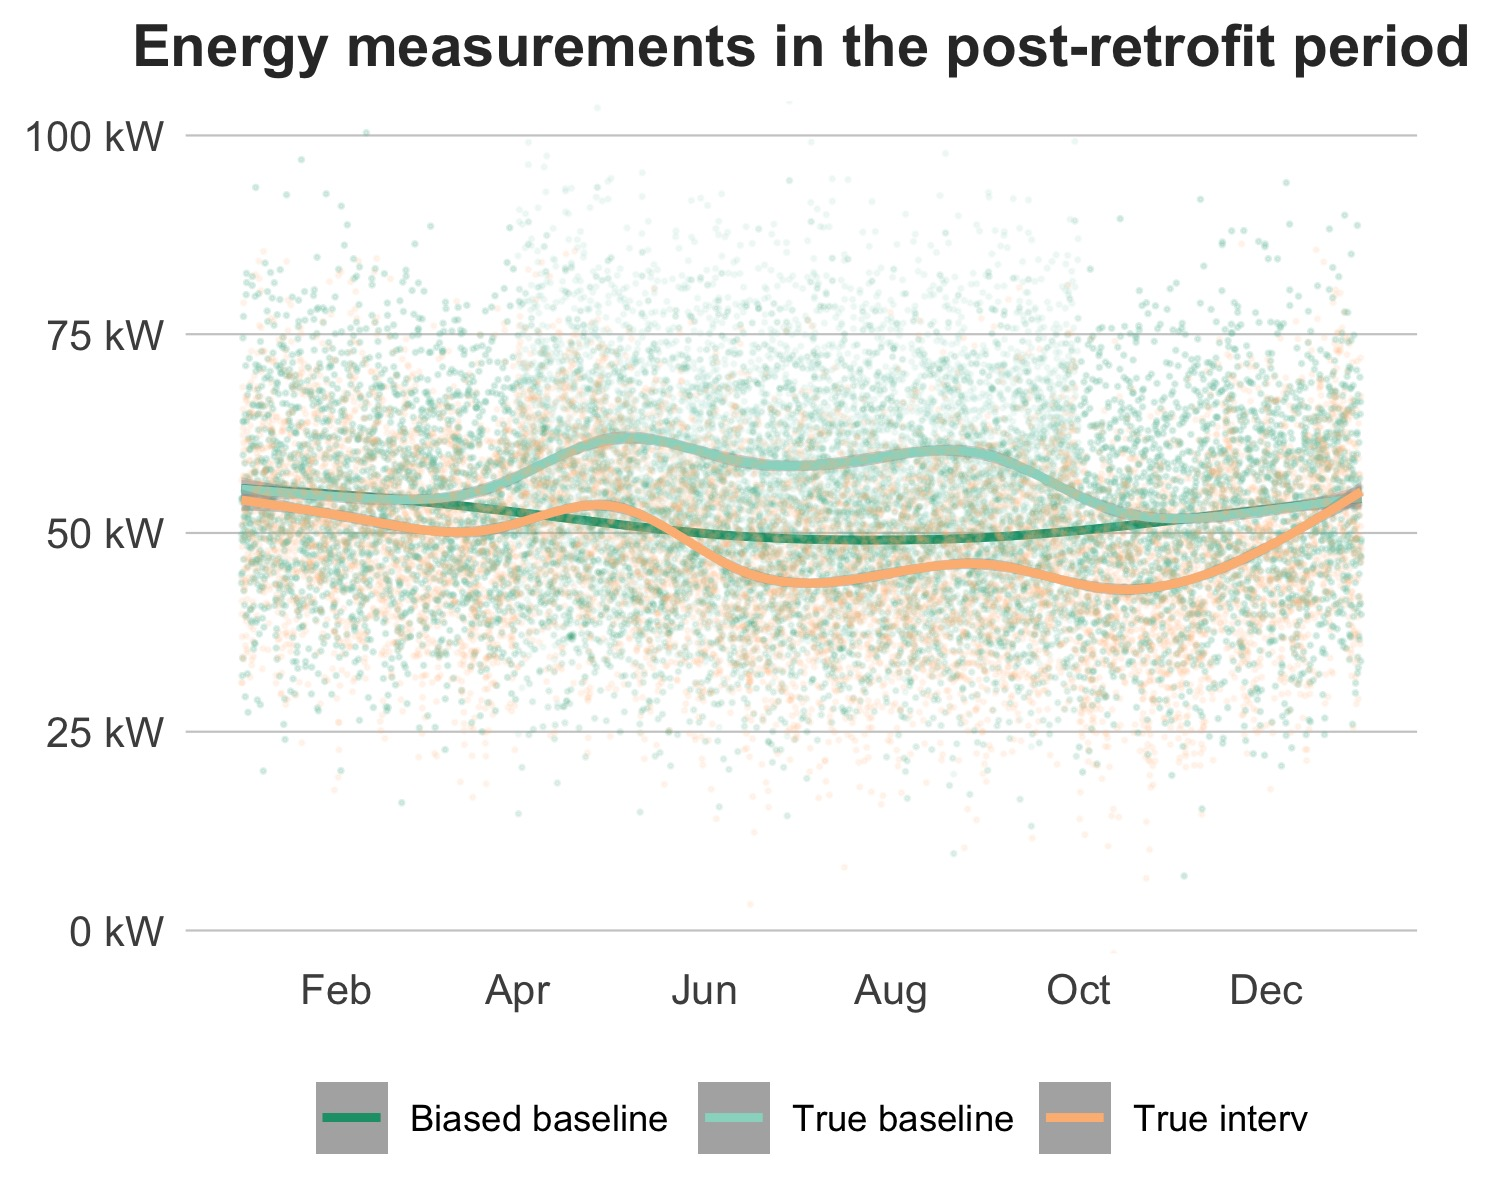 Energy measurements in the post-retrofit period
100 kW
75 kW
50 kW
25 kW
0 kW
Feb Apr Jun Aug Oct Dec
Biased baseline True baseline True interv